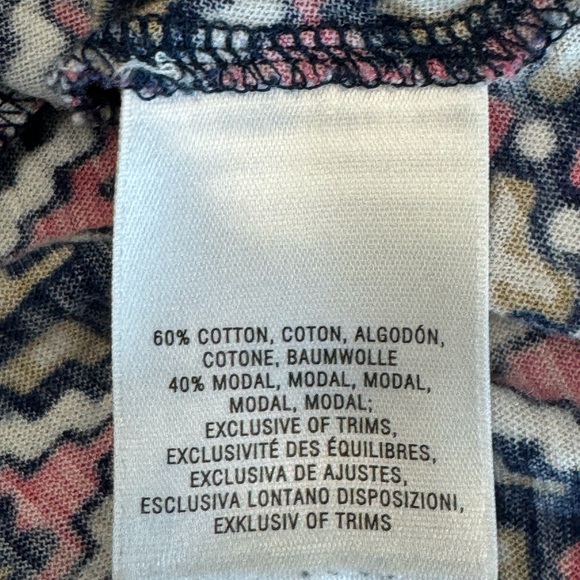 60% COTTON, COTON, ALGODÓN,
COTONE, BAUMWOLLE
40% MODAL, MODAL, MODAL,
MODAL, MODAL;
EXCLUSIVE OF TRIMS,
EXCLUSIVITÉ DES ÉQUILIBRES,
EXCLUSIVA DE AJUSTES,
ESCLUSIVA LONTANO DISPOSIZIONI,
EXKLUSIV OF TRIMS